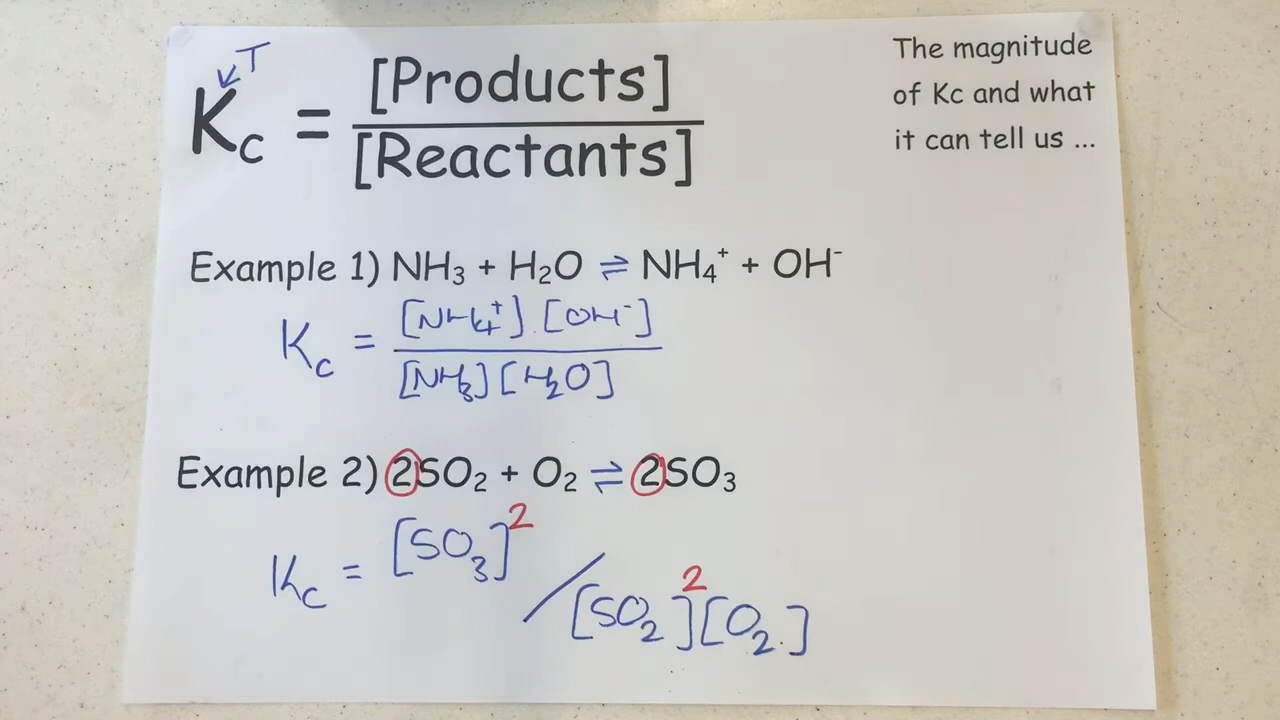 T
Kc = [Products] / [Reactants]
The magnitude
of Kc and what
it can tell us ...
Example 1) NH₃ + H₂O ⇌ NH₄⁺ + OH⁻
Kc = [NH₄⁺] [OH⁻]
[NH₃] [H₂O]
Example 2) 2SO₂ + O₂ ⇌ 2SO₃
Kc = [SO₃]² / [SO₂]² [O₂]